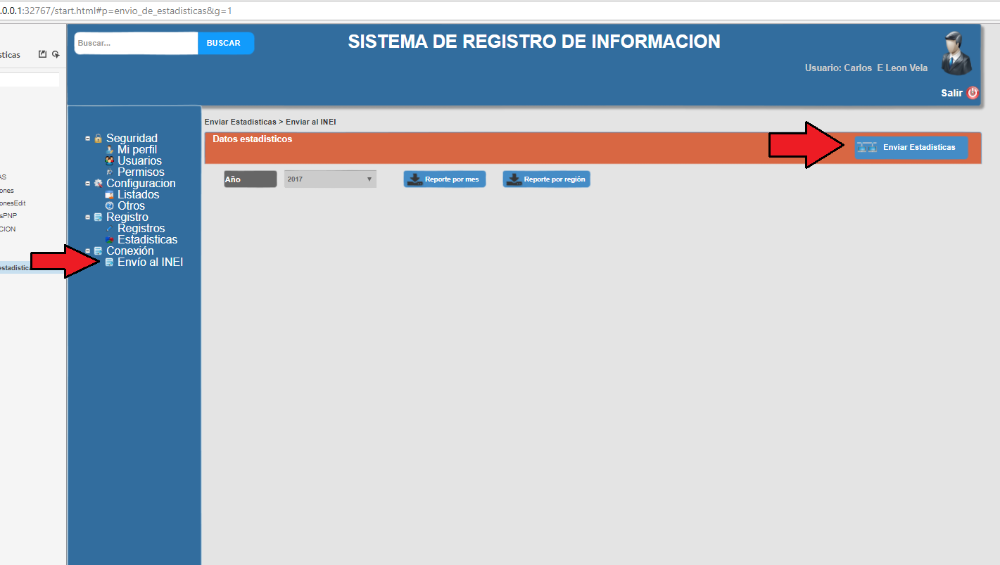 .0.0.1:32767/start.html#p=envio_de_estadisticas&g=1
sticas
Buscar...
BUSCAR
SISTEMA DE REGISTRO DE INFORMACION
Usuario: Carlos E Leon Vela
Salir
AS
ones
onesEdit
sPNP
CION
estadistica
Seguridad
Mi perfil
Usuarios
Permisos
Configuracion
Listados
Otros
Registro
Registros
Estadisticas
Conexión
Envío al INEI
Enviar Estadisticas > Enviar al INEI
Datos estadisticos
Enviar Estadisticas
Año
2017
Reporte por mes
Reporte por región